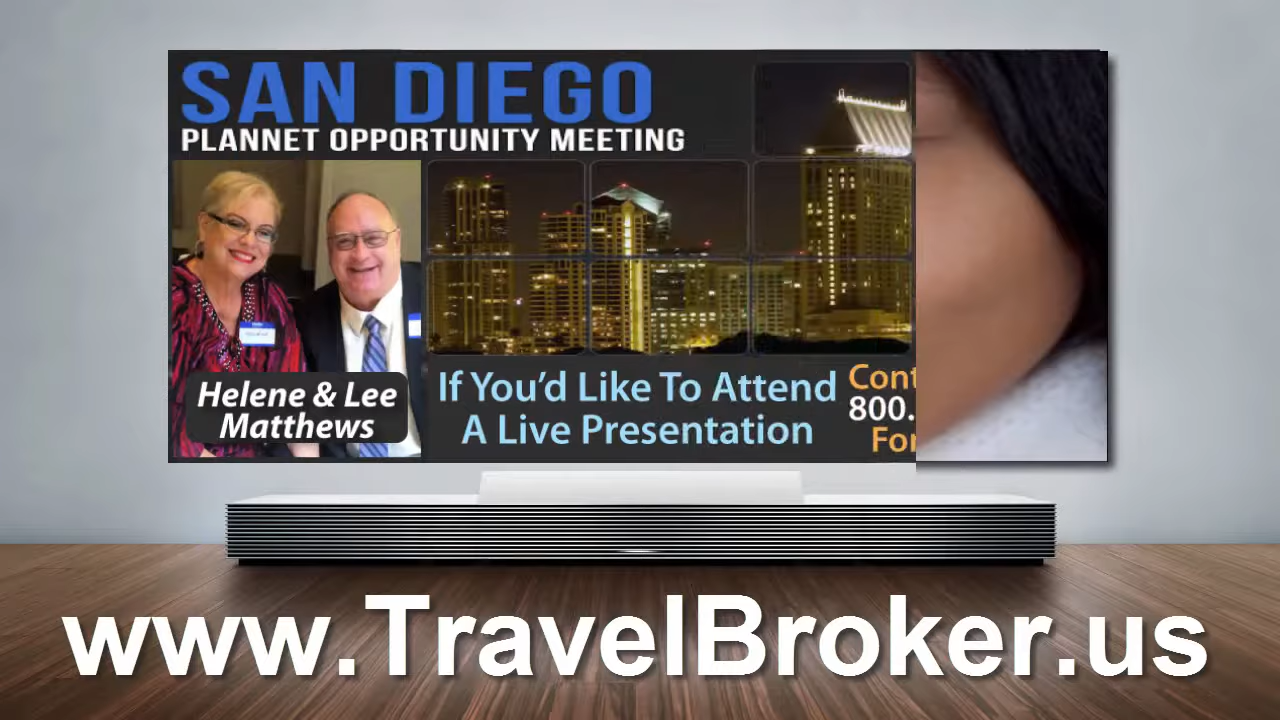 SAN DIEGO
PLANNET OPPORTUNITY MEETING
Helene & Lee
Matthews
If You'd Like To Attend
A Live Presentation
Cont
800.
For
www.TravelBroker.us